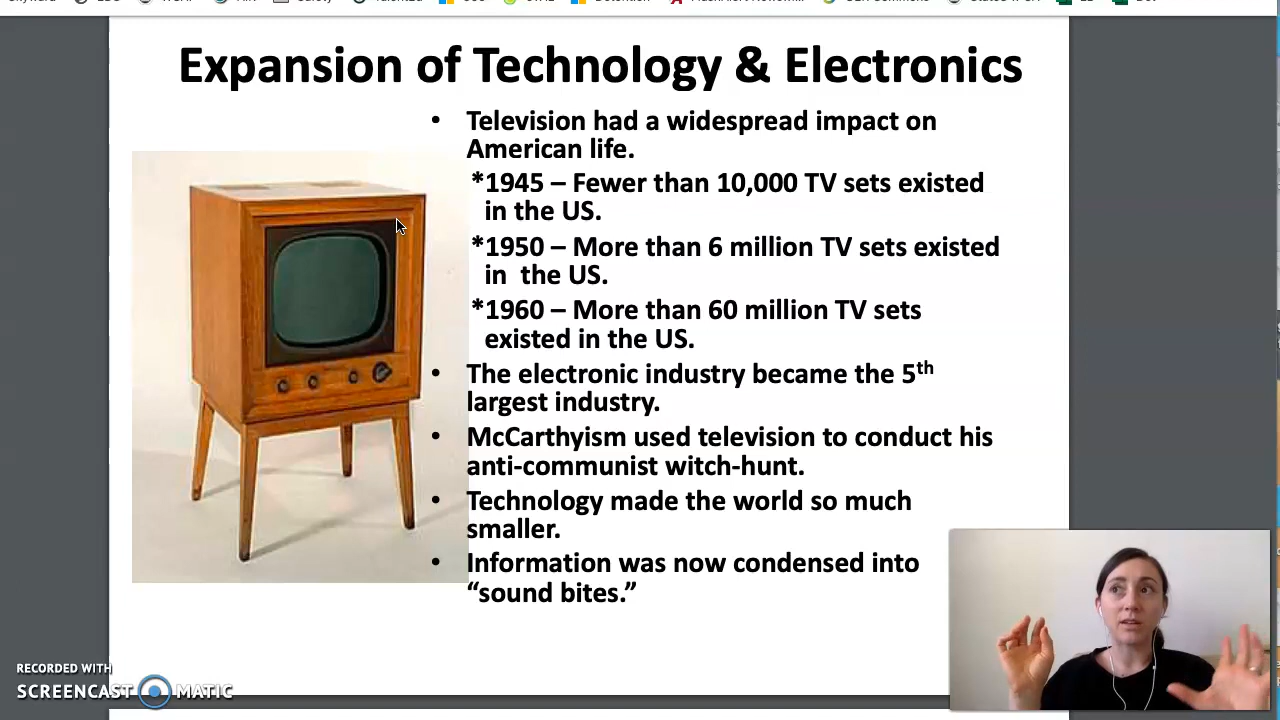 Expansion of Technology & Electronics
• Television had a widespread impact on
American life.
*1945 – Fewer than 10,000 TV sets existed
in the US.
*1950 – More than 6 million TV sets existed
in  the US.
*1960 – More than 60 million TV sets
existed in the US.
• The electronic industry became the 5th
largest industry.
• McCarthyism used television to conduct his
anti-communist witch-hunt.
• Technology made the world so much
smaller.
• Information was now condensed into
“sound bites.”
RECORDED WITH
SCREENCAST MATIC